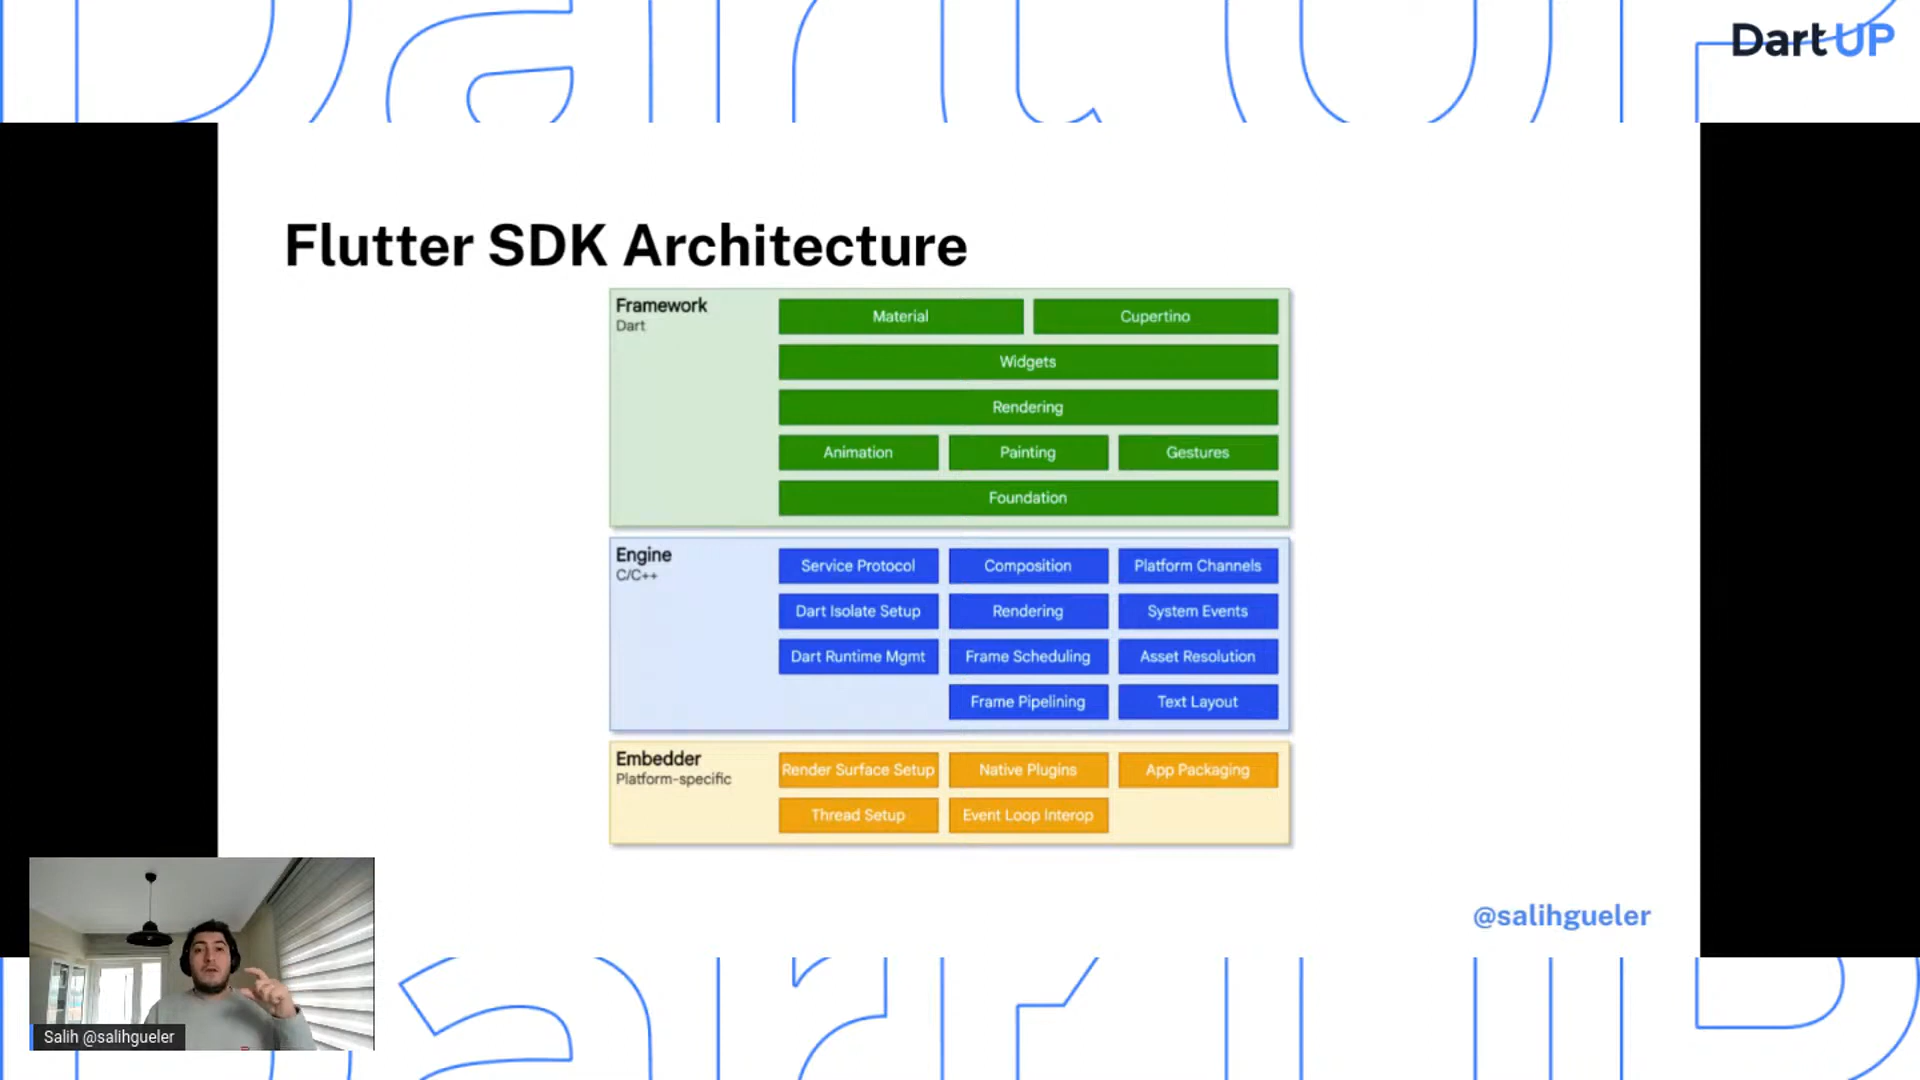 Dart UP
Flutter SDK Architecture
Framework
Dart
Material
Cupertino
Widgets
Rendering
Animation
Painting
Gestures
Foundation
Engine
C/C++
Service Protocol
Composition
Platform Channels
Dart Isolate Setup
Rendering
System Events
Dart Runtime Mgmt
Frame Scheduling
Asset Resolution
Frame Pipelining
Text Layout
Embedder
Platform-specific
Render Surface Setup
Native Plugins
App Packaging
Thread Setup
Event Loop Interop
@salihgueler
Salih @salihgueler